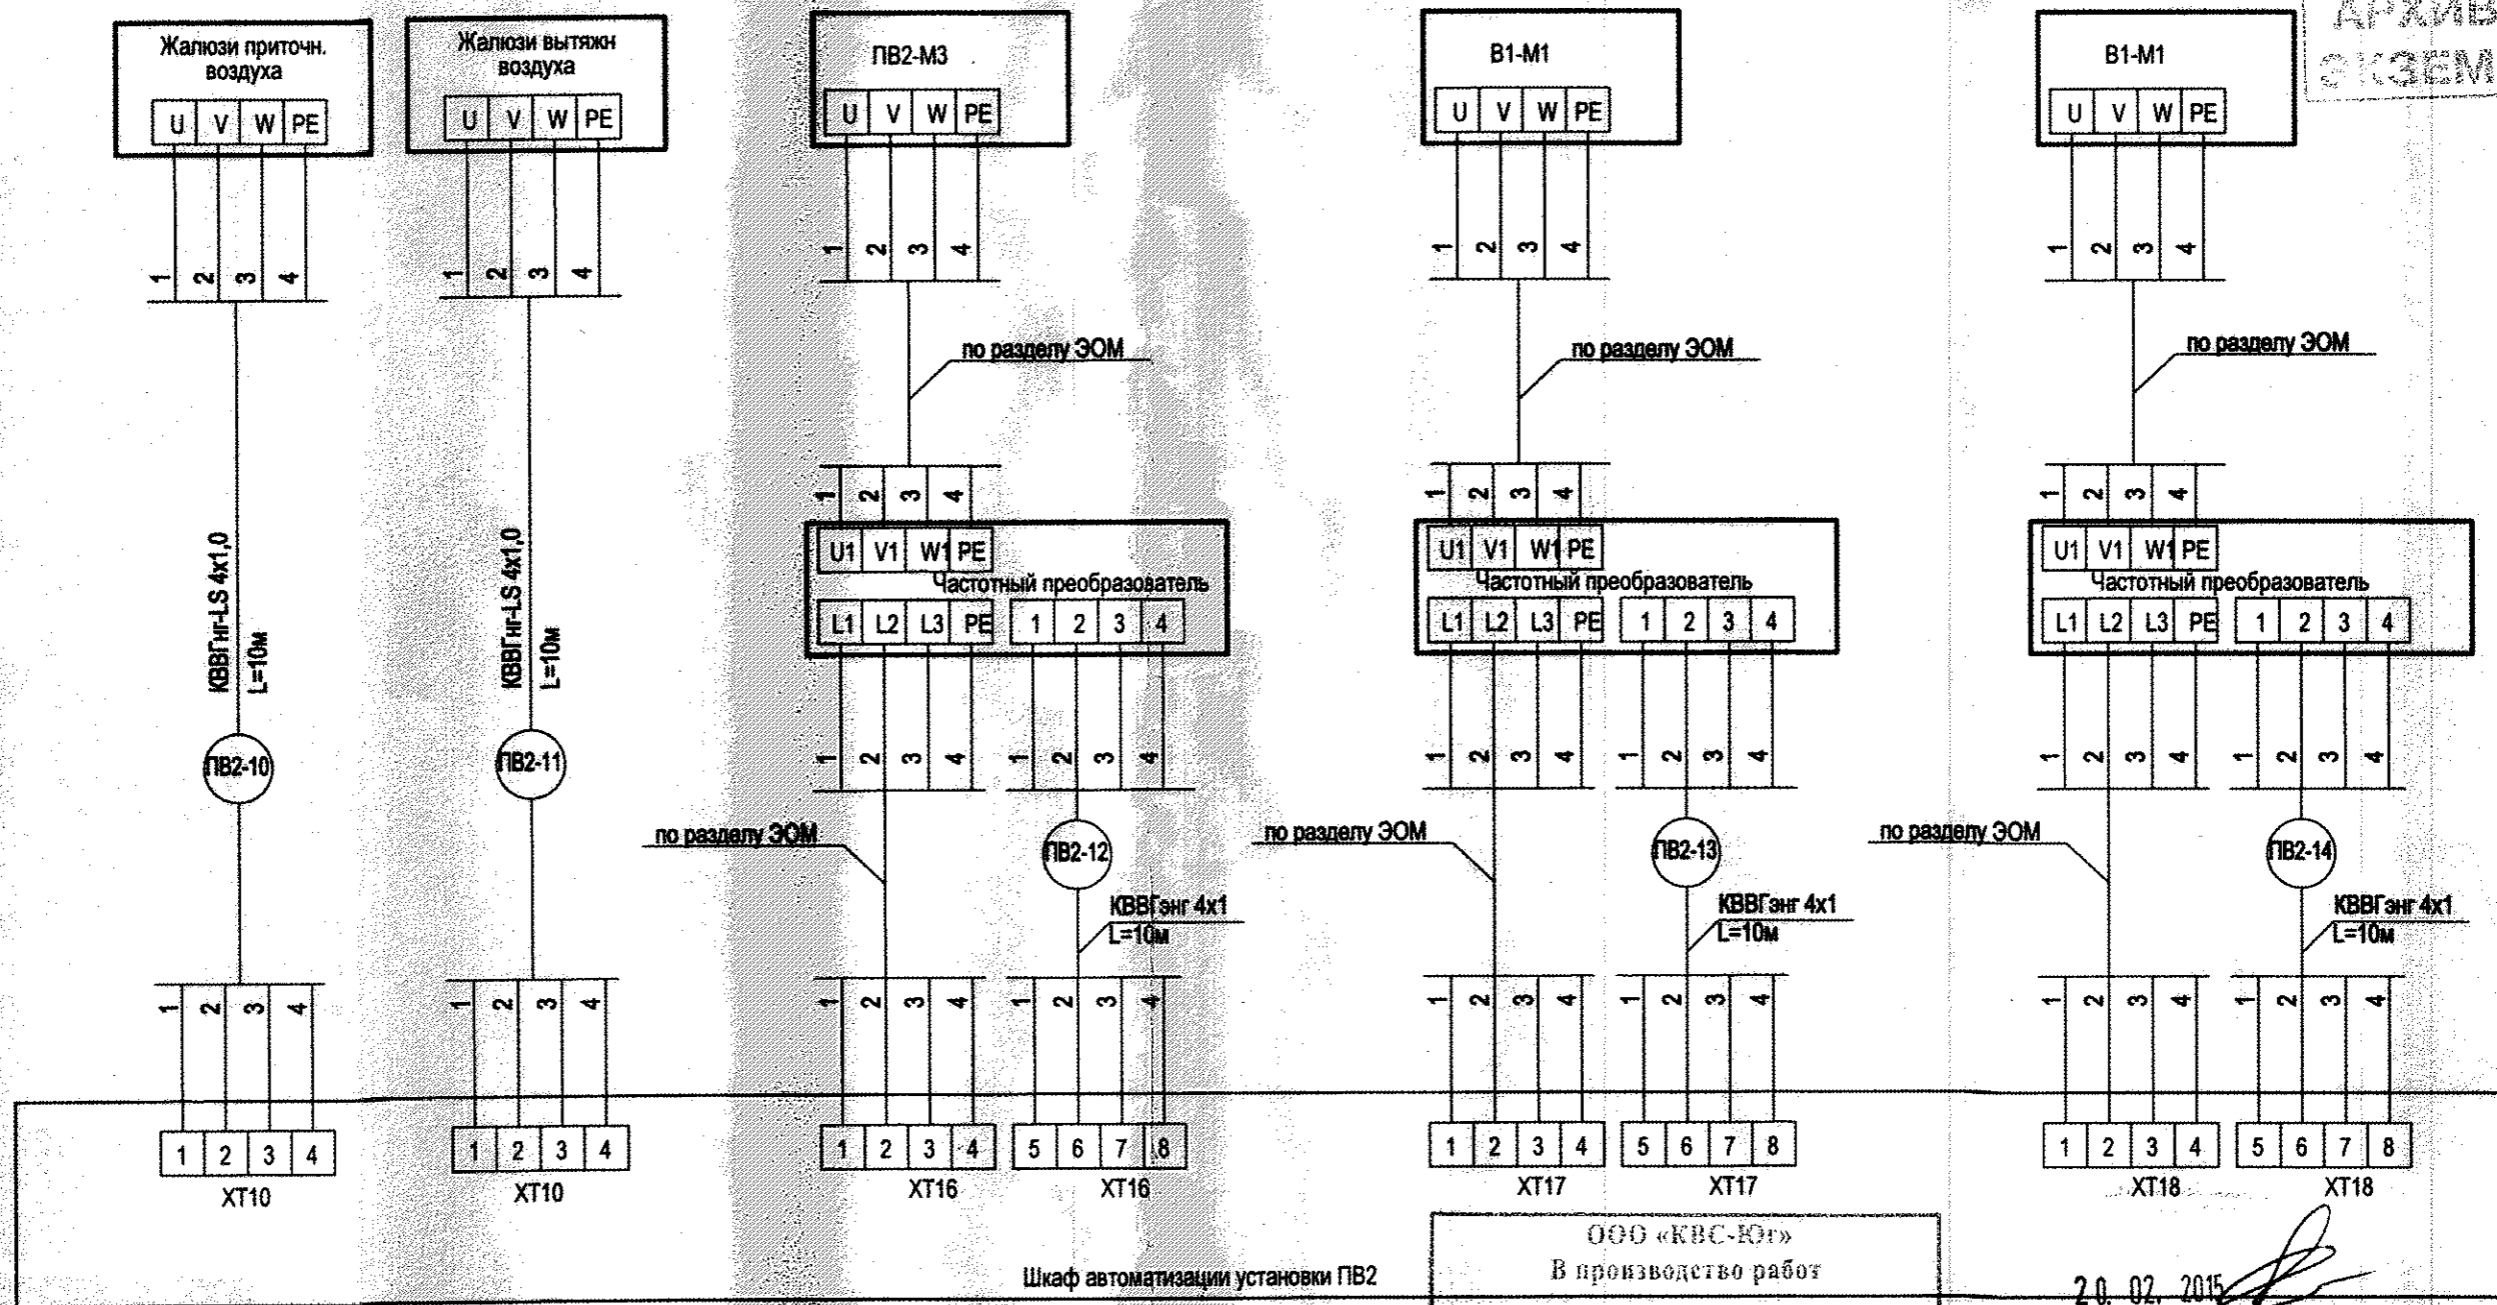 АРХИВ
ЭКЗЕМ
Жалюзи приточн.
воздуха
U V W PE
1 2 3 4
КВВГнг-LS 4х1,0
L=10м
ПВ2-10
1 2 3 4
1 2 3 4
ХТ10
Жалюзи вытяжн
воздуха
U V W PE
1 2 3 4
КВВГнг-LS 4х1,0
L=10м
ПВ2-11
1 2 3 4
1 2 3 4
ХТ10
ПВ2-М3
U V W PE
1 2 3 4
по разделу ЭОМ
1 2 3 4
U1 V1 W1 PE
Частотный преобразователь
L1 L2 L3 PE 1 2 3 4
1 2 3 4 1 2 3 4
по разделу ЭОМ
ПВ2-12
КВВГэнг 4х1
L=10м
1 2 3 4 1 2 3 4
1 2 3 4 5 6 7 8
ХТ16 ХТ16
В1-М1
U V W PE
1 2 3 4
по разделу ЭОМ
1 2 3 4
U1 V1 W1 PE
Частотный преобразователь
L1 L2 L3 PE 1 2 3 4
1 2 3 4 1 2 3 4
по разделу ЭОМ
ПВ2-13
КВВГэнг 4х1
L=10м
1 2 3 4 1 2 3 4
1 2 3 4 5 6 7 8
ХТ17 ХТ17
В1-М1
U V W PE
1 2 3 4
по разделу ЭОМ
1 2 3 4
U1 V1 W1 PE
Частотный преобразователь
L1 L2 L3 PE 1 2 3 4
1 2 3 4 1 2 3 4
по разделу ЭОМ
ПВ2-14
КВВГэнг 4х1
L=10м
1 2 3 4 1 2 3 4
1 2 3 4 5 6 7 8
ХТ18 ХТ18
Шкаф автоматизации установки ПВ2
ООО «КВС-Юг»
В производство работ
20. 02. 2015